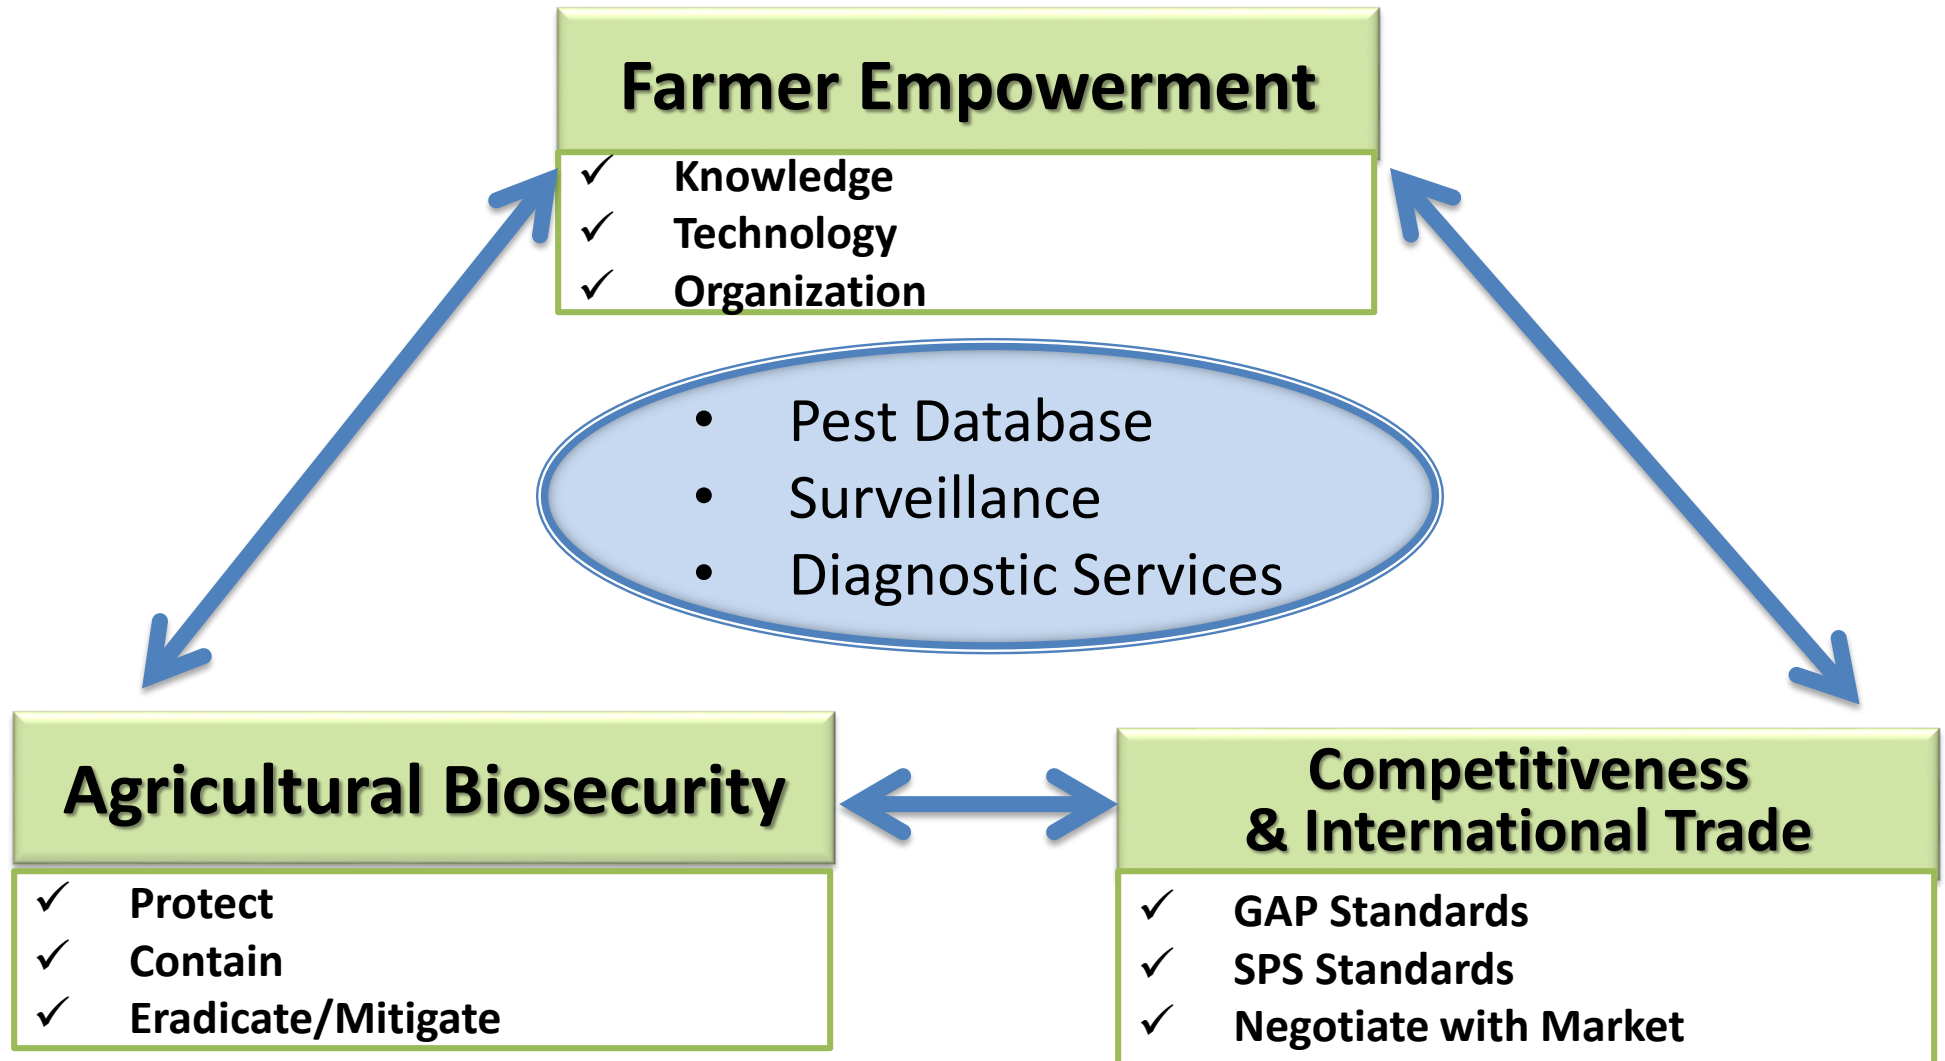 Farmer Empowerment
✓ Knowledge
✓ Technology
✓ Organization
• Pest Database
• Surveillance
• Diagnostic Services
Agricultural Biosecurity
✓ Protect
✓ Contain
✓ Eradicate/Mitigate
Competitiveness
& International Trade
✓ GAP Standards
✓ SPS Standards
✓ Negotiate with Market